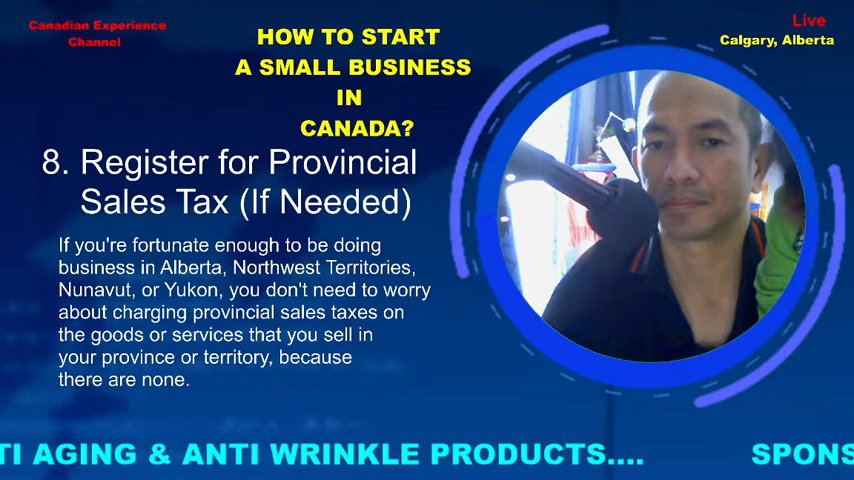 Canadian Experience
Channel
HOW TO START
A SMALL BUSINESS
IN
CANADA?
Live
Calgary, Alberta
8. Register for Provincial
Sales Tax (If Needed)
If you're fortunate enough to be doing
business in Alberta, Northwest Territories,
Nunavut, or Yukon, you don't need to worry
about charging provincial sales taxes on
the goods or services that you sell in
your province or territory, because
there are none.
TI AGING & ANTI WRINKLE PRODUCTS.... SPONS